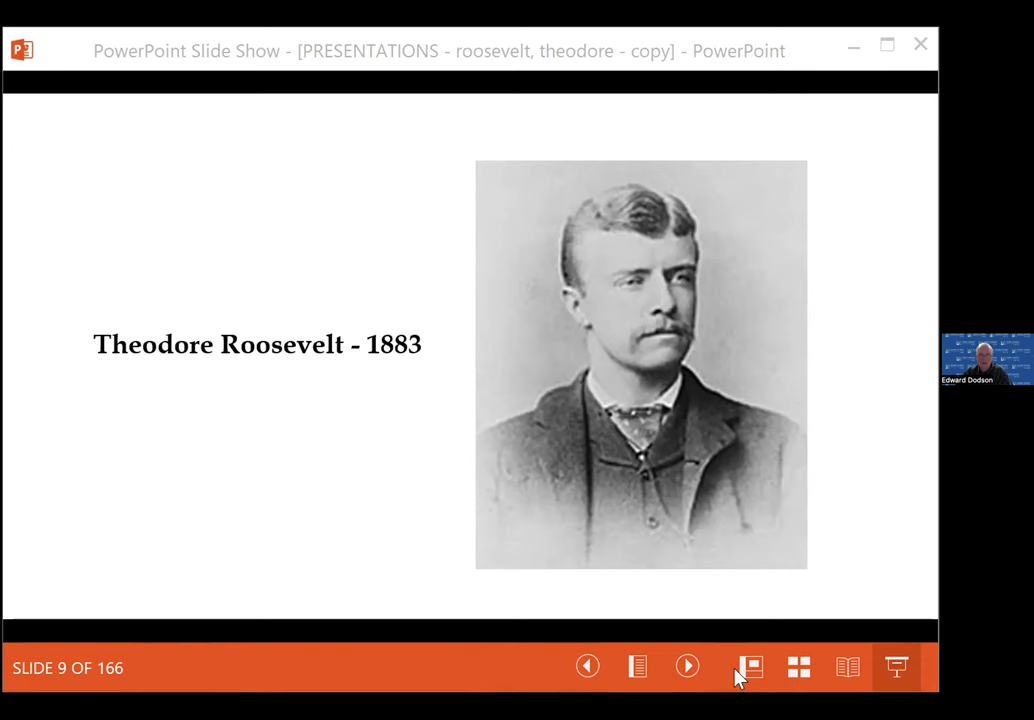 PowerPoint Slide Show - [PRESENTATIONS - roosevelt, theodore - copy] - PowerPoint
Theodore Roosevelt - 1883
Edward Dodson
SLIDE 9 OF 166